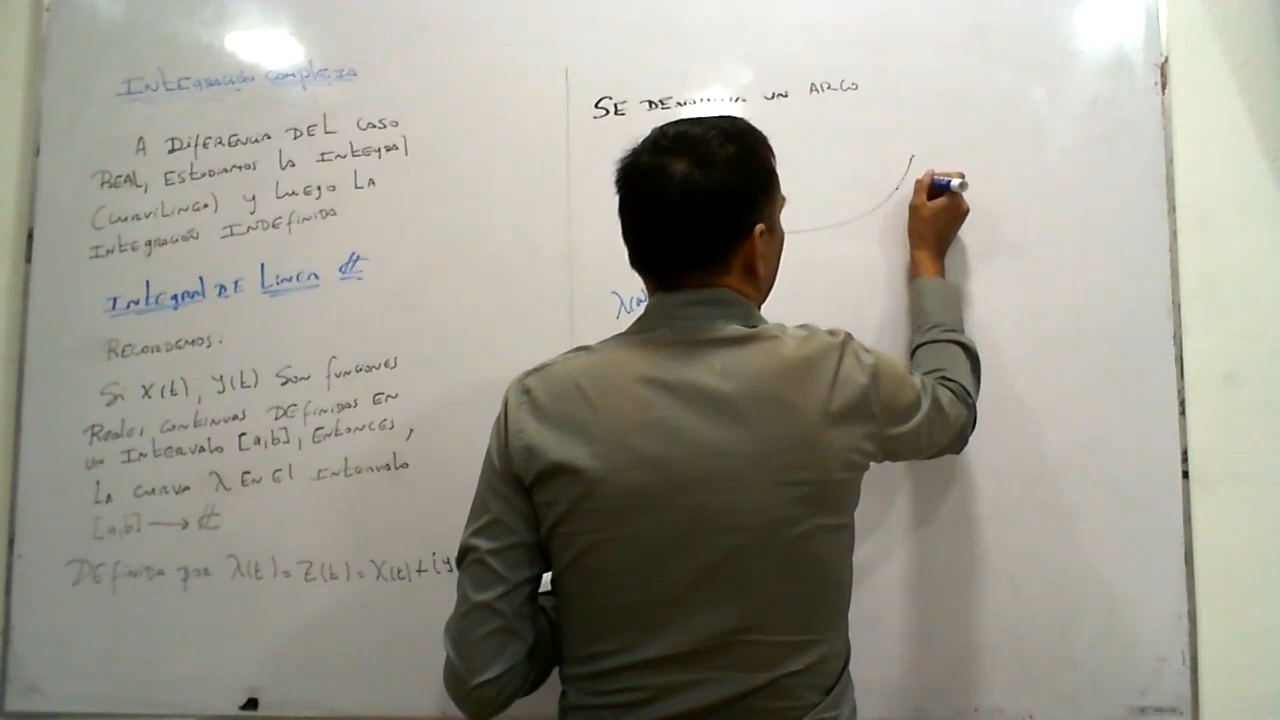 INTEGRACIÓN COMPLEJA
A DIFERENCIA DEL CASO
REAL, ESTUDIAMOS LA INTEGRAL
(CURVILINEA) y LUEGO LA
INTEGRACIÓN INDEFINIDA
INTEGRAL DE LINEA ₡
RECORDEMOS:
Si X(t), y(t) SON funciones
Reales CONTINUAS DEFINIDAS EN
UN INTERVALO [a,b], ENTONCES,
LA CURVA λ EN El INTERVALO
[a,b] → ₡
DEfinida por λ(t) = Z(t) = X(t) + iy
SE DENOMINA UN ARCO
λ(a